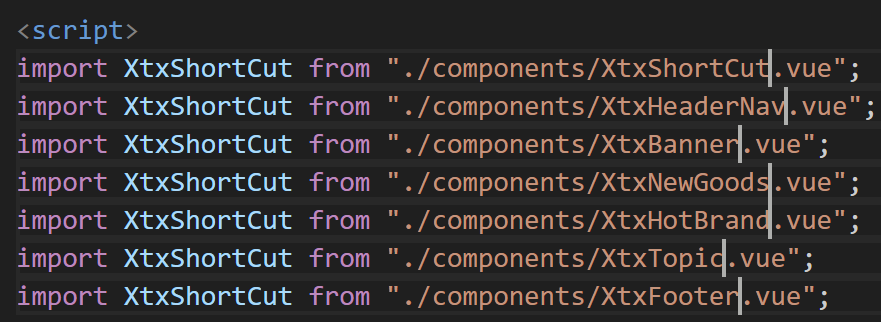 <script>
import XtxShortCut from "./components/XtxShortCut.vue";
import XtxShortCut from "./components/XtxHeaderNav.vue";
import XtxShortCut from "./components/XtxBanner.vue";
import XtxShortCut from "./components/XtxNewGoods.vue";
import XtxShortCut from "./components/XtxHotBrand.vue";
import XtxShortCut from "./components/XtxTopic.vue";
import XtxShortCut from "./components/XtxFooter.vue";